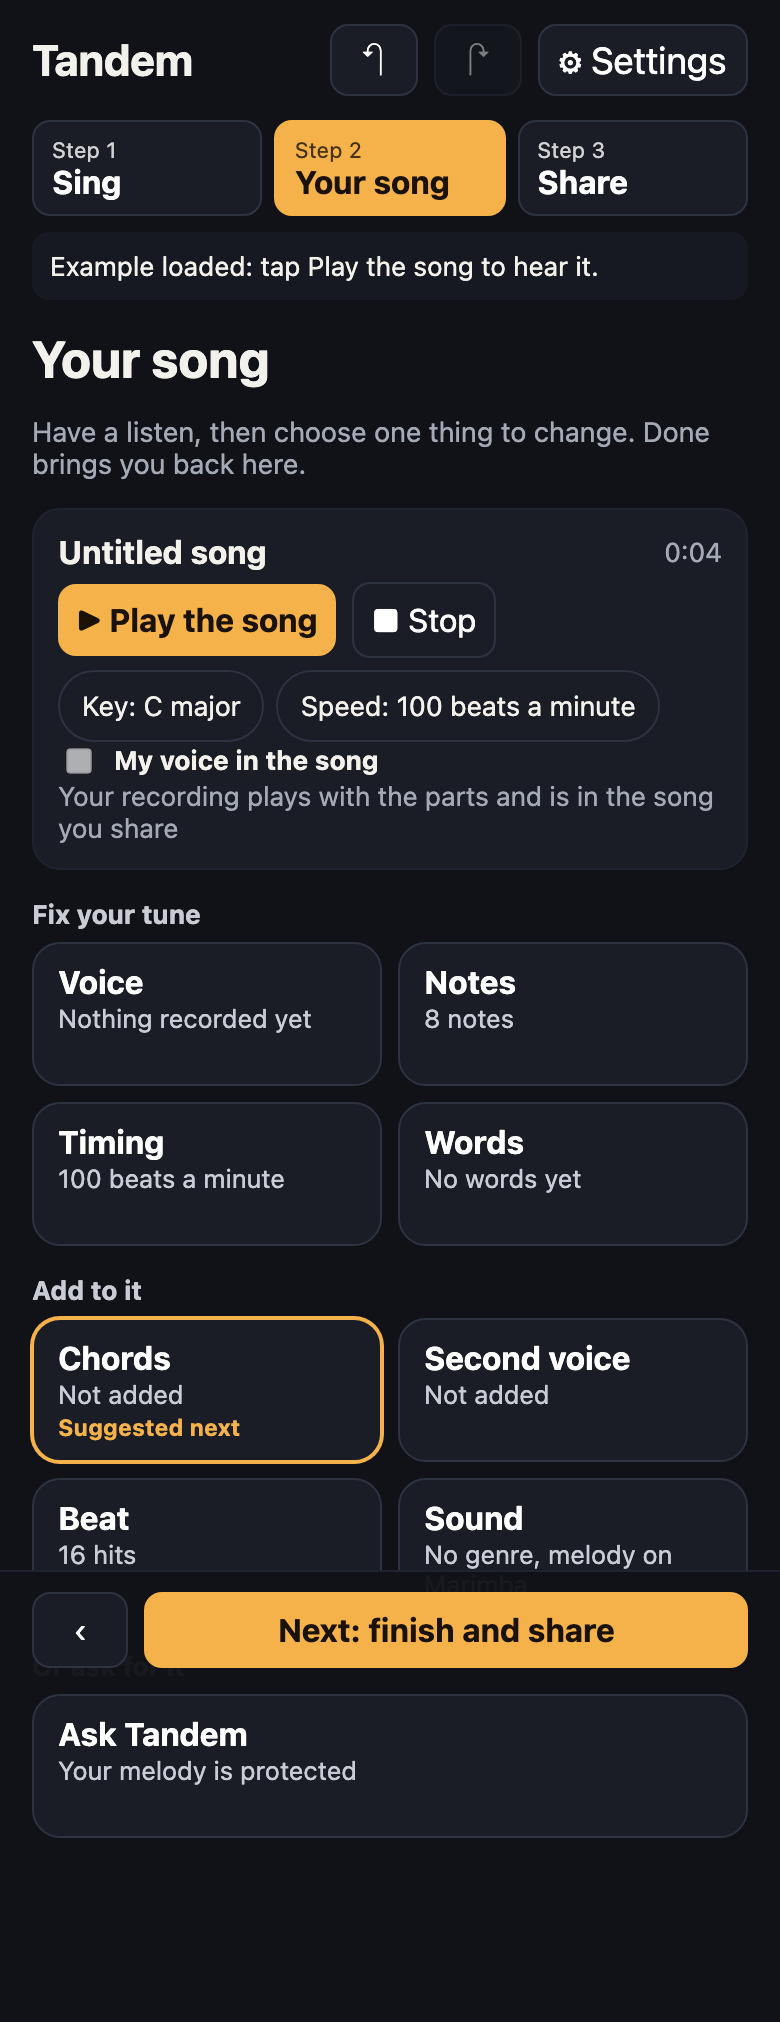 Tandem
Settings
Step 1
Sing
Step 2
Your song
Step 3
Share
Example loaded: tap Play the song to hear it.
Your song
Have a listen, then choose one thing to change. Done
brings you back here.
Untitled song
0:04
Play the song
Stop
Key: C major
Speed: 100 beats a minute
My voice in the song
Your recording plays with the parts and is in the song
you share
Fix your tune
Voice
Nothing recorded yet
Notes
8 notes
Timing
100 beats a minute
Words
No words yet
Add to it
Chords
Not added
Suggested next
Second voice
Not added
Beat
16 hits
Sound
No genre, melody on
Marimba
Next: finish and share
Or ask for it
Ask Tandem
Your melody is protected